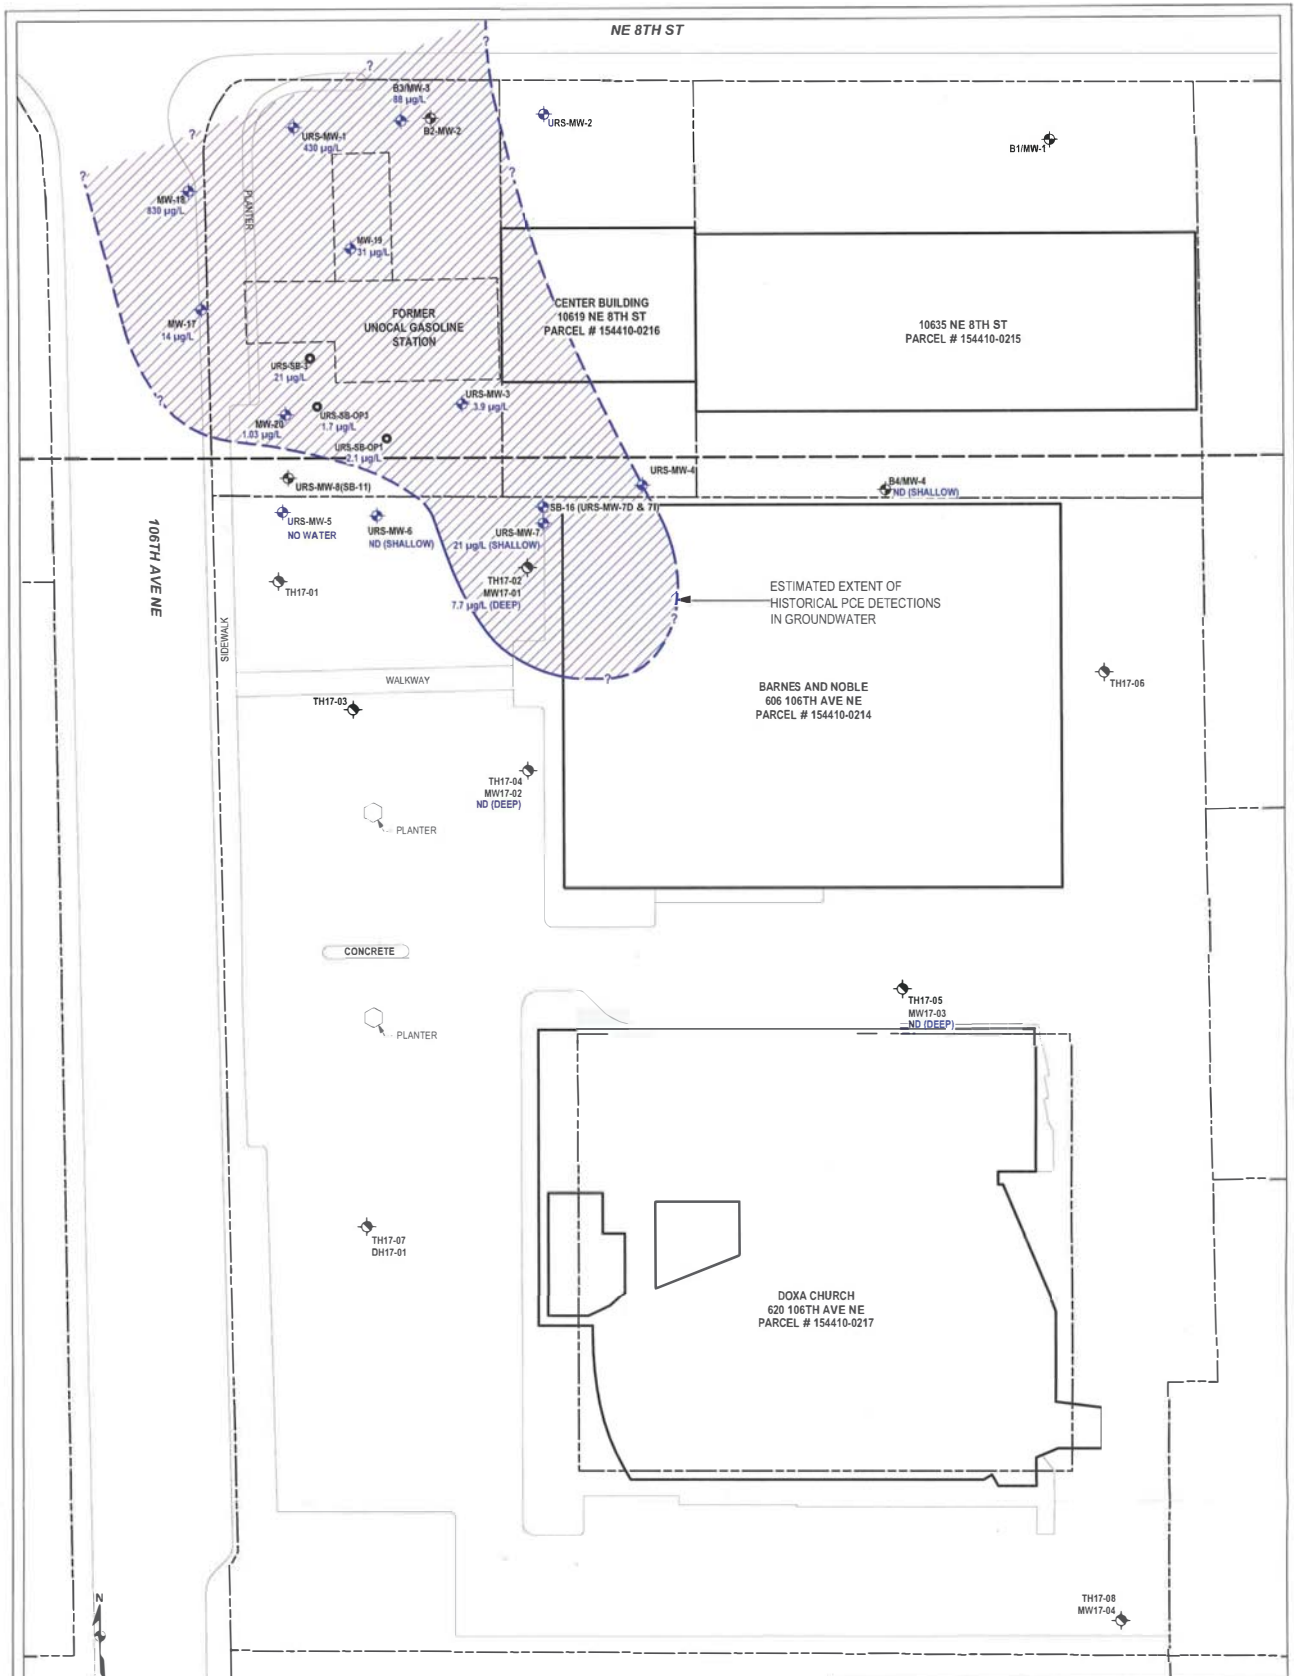 NE 8TH ST
?
?
B3/MW-3
88 µg/L
B2-MW-2
URS-MW-2
B1/MW-1
URS-MW-1
430 µg/L
?
?
?
MW-18
830 µg/L
PLANTER
MW-19
31 µg/L
MW-17
14 µg/L
FORMER
UNOCAL GASOLINE
STATION
CENTER BUILDING
10619 NE 8TH ST
PARCEL # 154410-0216
10635 NE 8TH ST
PARCEL # 154410-0215
URS-SB-3
21 µg/L
?
MW-20
1.03 µg/L
URS-SB-OP3
1.7 µg/L
URS-MW-3
3.9 µg/L
URS-SB-OP1
2.1 µg/L
URS-MW-4
URS-MW-8(SB-11)
B4/MW-4
ND (SHALLOW)
URS-MW-5
NO WATER
URS-MW-6
ND (SHALLOW)
SB-16 (URS-MW-7D & 7I)
URS-MW-7
21 µg/L (SHALLOW)
106TH AVE NE
TH17-01
TH17-02
MW17-01
7.7 µg/L (DEEP)
ESTIMATED EXTENT OF
HISTORICAL PCE DETECTIONS
IN GROUNDWATER
?
SIDEWALK
WALKWAY
?
TH17-03
BARNES AND NOBLE
606 106TH AVE NE
PARCEL # 154410-0214
TH17-06
TH17-04
MW17-02
ND (DEEP)
PLANTER
CONCRETE
TH17-05
MW17-03
ND (DEEP)
PLANTER
TH17-07
DH17-01
DOXA CHURCH
620 106TH AVE NE
PARCEL # 154410-0217
N
TH17-08
MW17-04